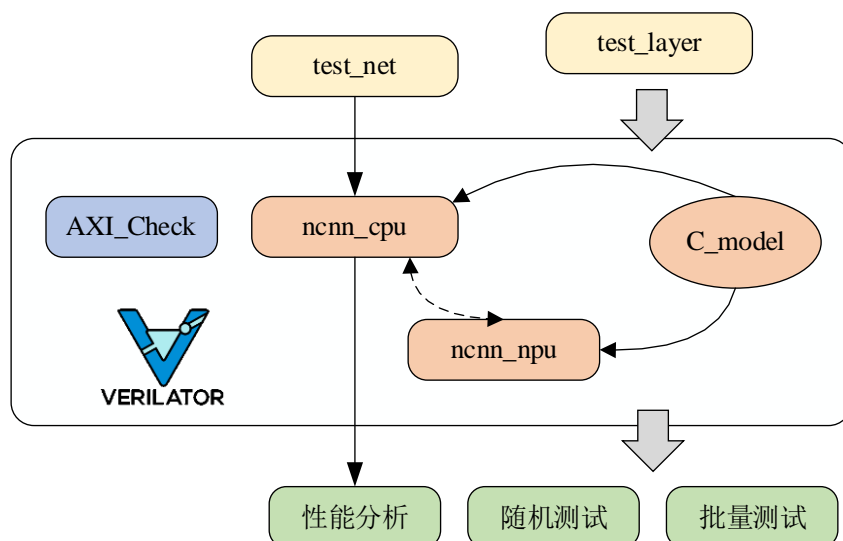 test_net
test_layer
AXI_Check
ncnn_cpu
C_model
ncnn_npu
VERILATOR
性能分析
随机测试
批量测试